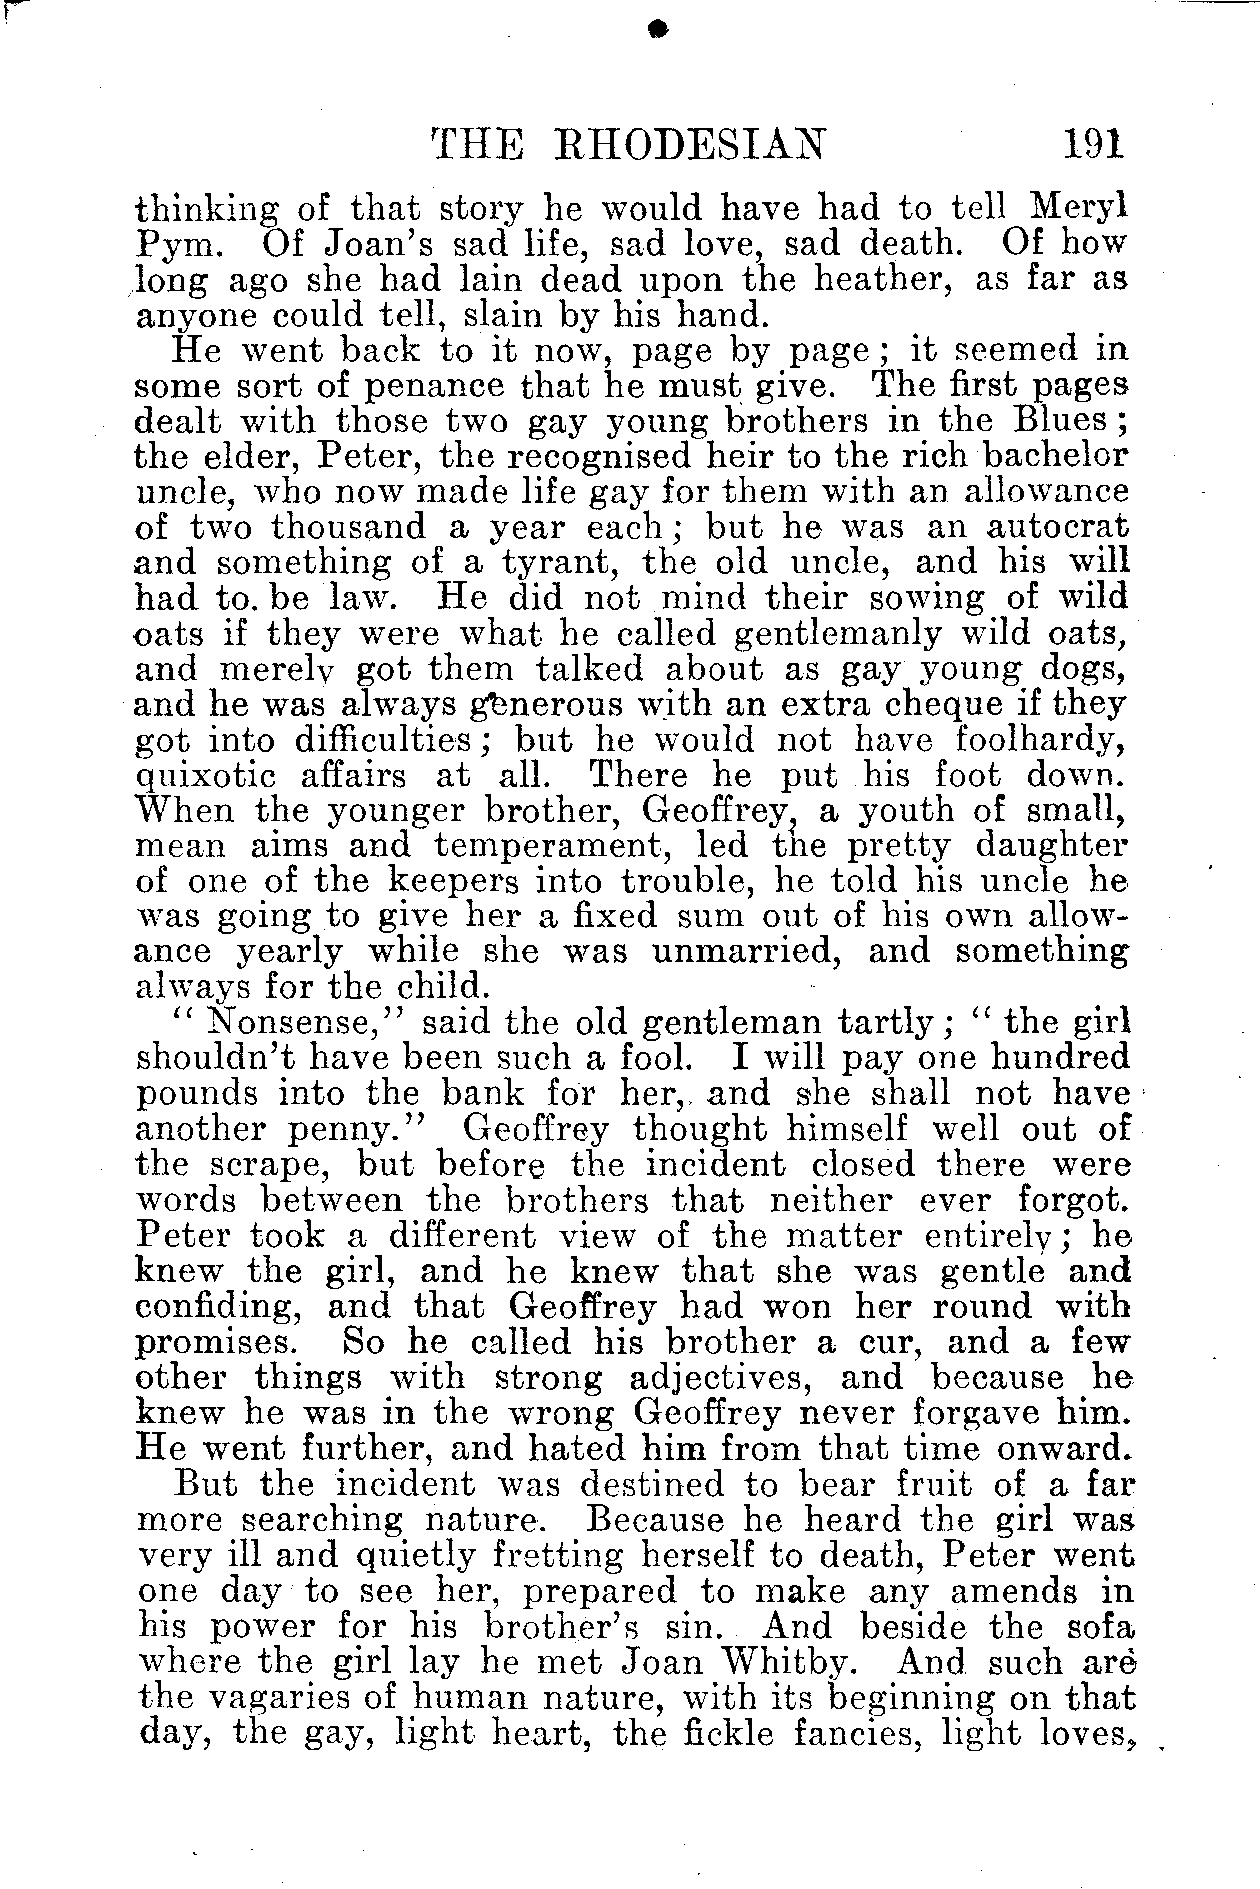 THE RHODESIAN 191
thinking of that story he would have had to tell Meryl
Pym. Of Joan's sad life, sad love, sad death. Of how
long ago she had lain dead upon the heather, as far as
anyone could tell, slain by his hand.
He went back to it now, page by page ; it seemed in
some sort of penance that he must give. The first pages
dealt with those two gay young brothers in the Blues ;
the elder, Peter, the recognised heir to the rich bachelor
uncle, who now made life gay for them with an allowance
of two thousand a year each ; but he was an autocrat
and something of a tyrant, the old uncle, and his will
had to be law. He did not mind their sowing of wild
oats if they were what he called gentlemanly wild oats,
and merely got them talked about as gay young dogs,
and he was always generous with an extra cheque if they
got into difficulties ; but he would not have foolhardy,
quixotic affairs at all. There he put his foot down.
When the younger brother, Geoffrey, a youth of small,
mean aims and temperament, led the pretty daughter
of one of the keepers into trouble, he told his uncle he
was going to give her a fixed sum out of his own allow-
ance yearly while she was unmarried, and something
always for the child.
" Nonsense," said the old gentleman tartly ; " the girl
shouldn't have been such a fool. I will pay one hundred
pounds into the bank for her, and she shall not have
another penny." Geoffrey thought himself well out of
the scrape, but before the incident closed there were
words between the brothers that neither ever forgot.
Peter took a different view of the matter entirely ; he
knew the girl, and he knew that she was gentle and
confiding, and that Geoffrey had won her round with
promises. So he called his brother a cur, and a few
other things with strong adjectives, and because he
knew he was in the wrong Geoffrey never forgave him.
He went further, and hated him from that time onward.
But the incident was destined to bear fruit of a far
more searching nature. Because he heard the girl was
very ill and quietly fretting herself to death, Peter went
one day to see her, prepared to make any amends in
his power for his brother's sin. And beside the sofa
where the girl lay he met Joan Whitby. And such are
the vagaries of human nature, with its beginning on that
day, the gay, light heart, the fickle fancies, light loves,